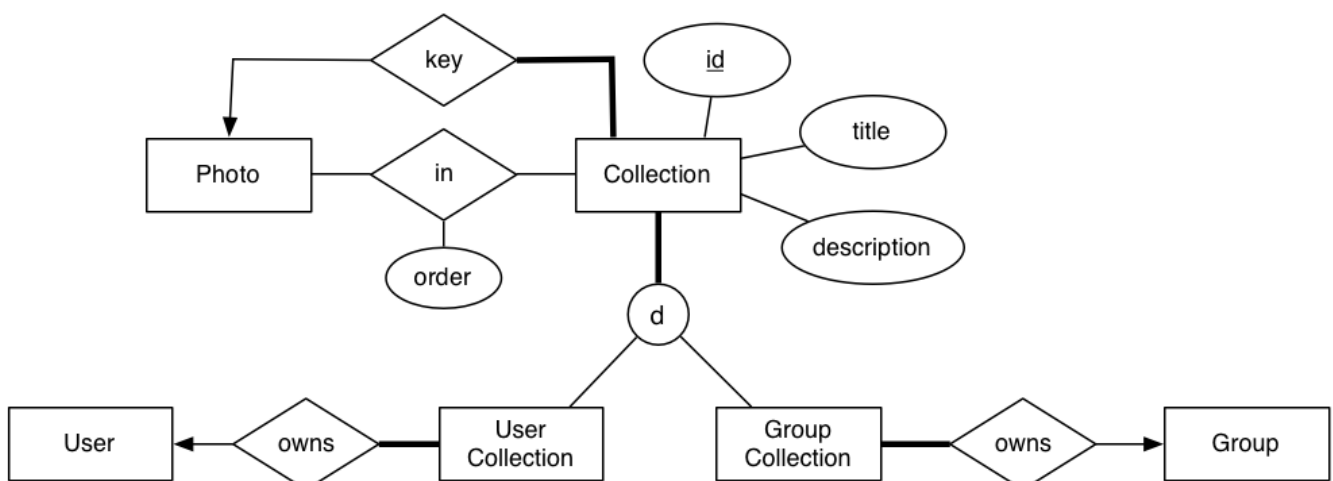 key
id
title
Photo
in
Collection
description
order
d
User
owns
User
Collection
Group
Collection
owns
Group